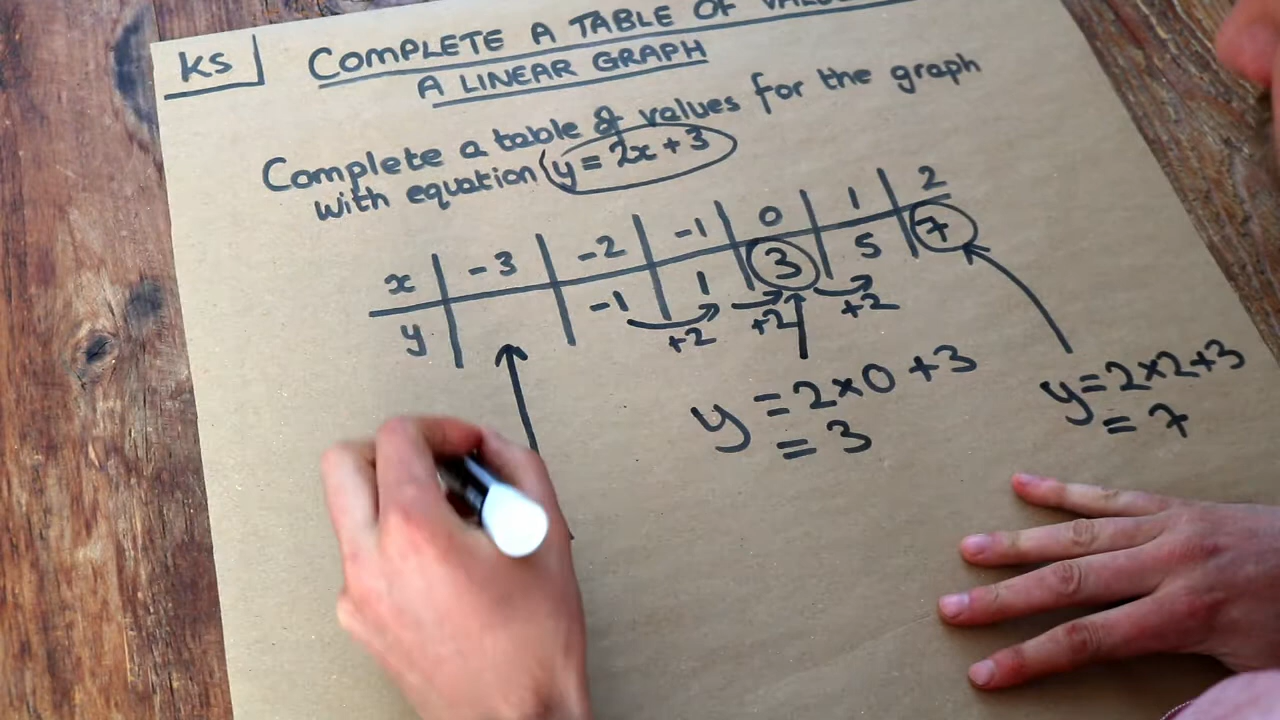 KS
COMPLETE A TABLE OF
A LINEAR GRAPH
Complete a table of values for the graph
with equation (y = 2x + 3
x -3 -2 -1 0 1 2
y -1 1 3 5 7
+2 +2 +2
y = 2×0 +3
= 3
y = 2×2+3
= 7